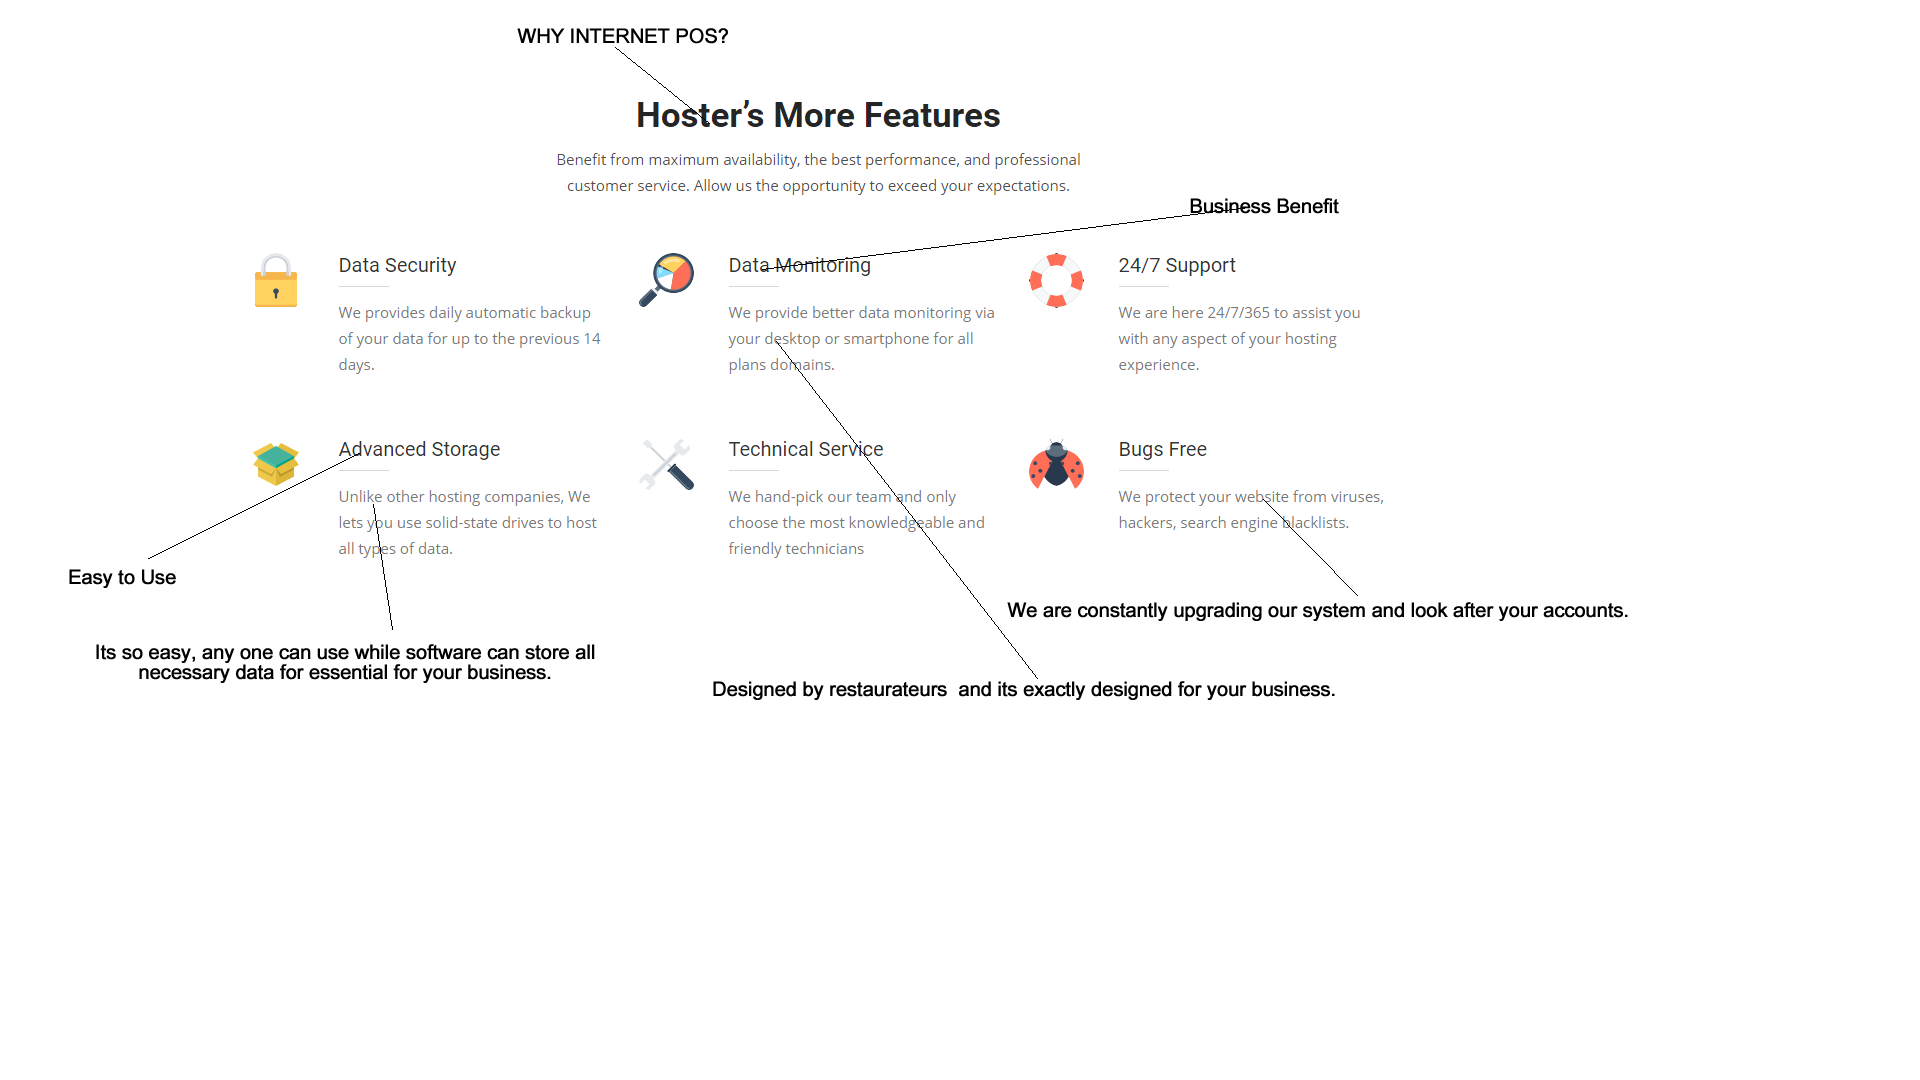 WHY INTERNET POS?
Hoster’s More Features
Benefit from maximum availability, the best performance, and professional
customer service. Allow us the opportunity to exceed your expectations.
Business Benefit
Data Security
We provides daily automatic backup
of your data for up to the previous 14
days.
Data Monitoring
We provide better data monitoring via
your desktop or smartphone for all
plans domains.
24/7 Support
We are here 24/7/365 to assist you
with any aspect of your hosting
experience.
Advanced Storage
Unlike other hosting companies, We
lets you use solid-state drives to host
all types of data.
Technical Service
We hand-pick our team and only
choose the most knowledgeable and
friendly technicians
Bugs Free
We protect your website from viruses,
hackers, search engine blacklists.
Easy to Use
We are constantly upgrading our system and look after your accounts.
Its so easy, any one can use while software can store all
necessary data for essential for your business.
Designed by restaurateurs  and its exactly designed for your business.